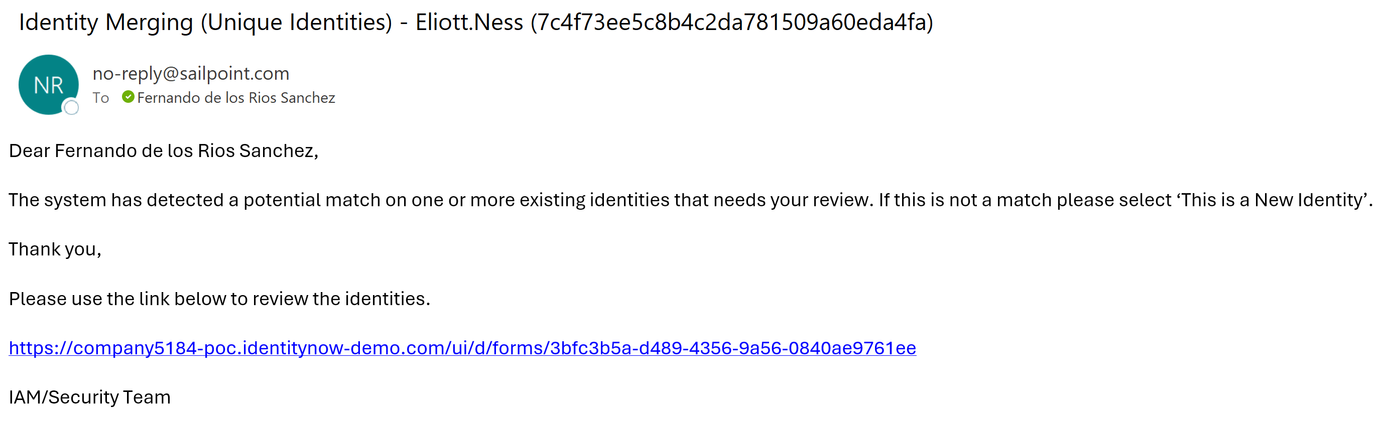 Identity Merging (Unique Identities) - Eliott.Ness (7c4f73ee5c8b4c2da781509a60eda4fa)
NR
no-reply@sailpoint.com
To Fernando de los Rios Sanchez
Dear Fernando de los Rios Sanchez,
The system has detected a potential match on one or more existing identities that needs your review. If this is not a match please select ‘This is a New Identity’.
Thank you,
Please use the link below to review the identities.
https://company5184-poc.identitynow-demo.com/ui/d/forms/3bfc3b5a-d489-4356-9a56-0840ae9761ee
IAM/Security Team